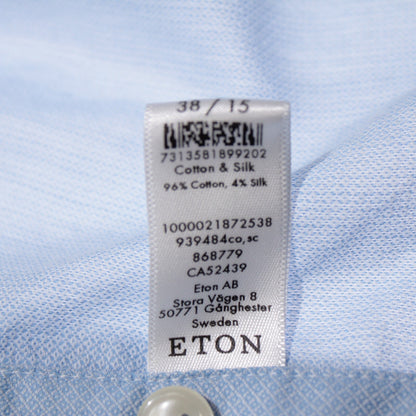 38 / 15
7313581899202
Cotton & Silk
96% Cotton, 4% Silk
1000021872538
939484co,sc
868779
CA52439
Eton AB
Stora Vägen 8
50771 Gånghester
Sweden
ETON